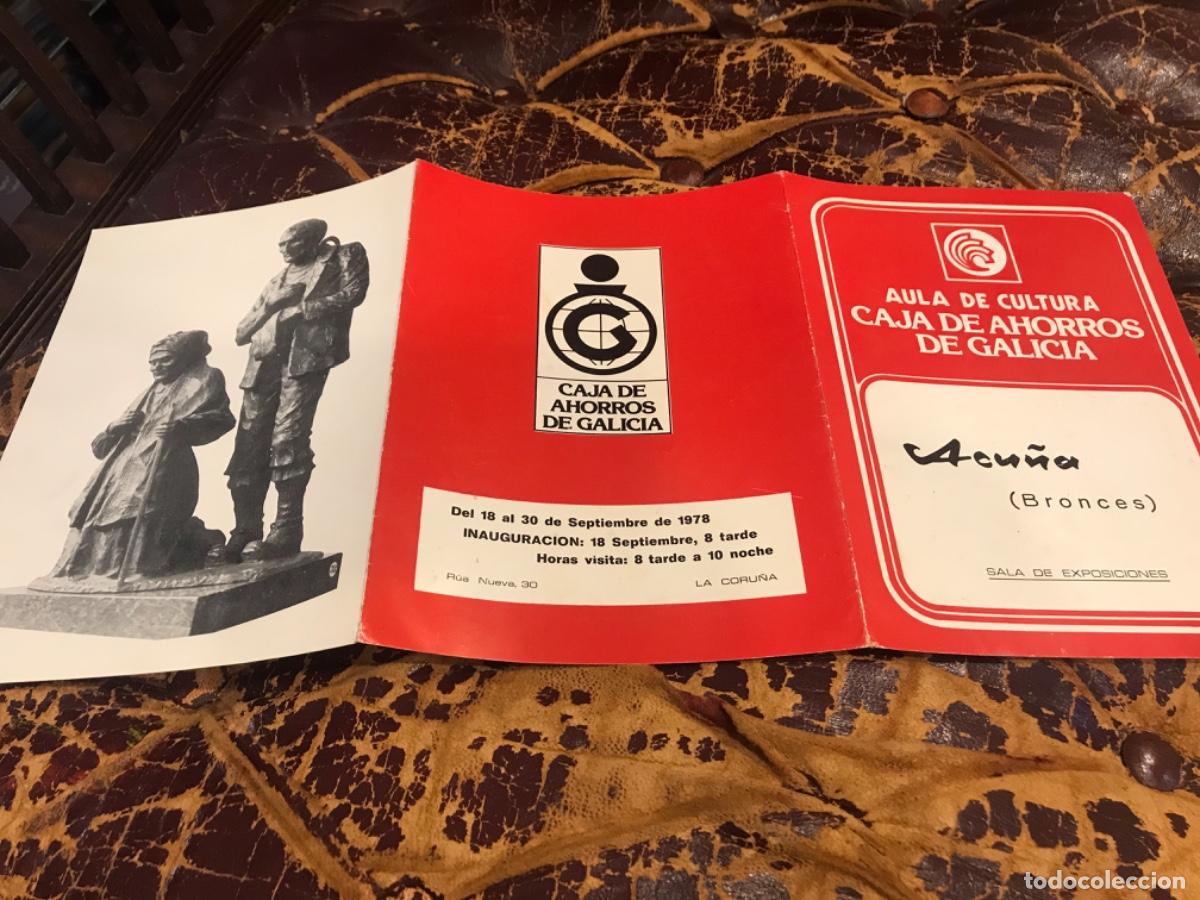 CAJA DE
AHORROS
DE GALICIA
Del 18 al 30 de Septiembre de 1978
INAUGURACION: 18 Septiembre, 8 tarde
Horas visita: 8 tarde a 10 noche
Rúa Nueva, 30 LA CORUÑA
AULA DE CULTURA
CAJA DE AHORROS
DE GALICIA
Acuña
(Bronces)
SALA DE EXPOSICIONES
todocoleccion